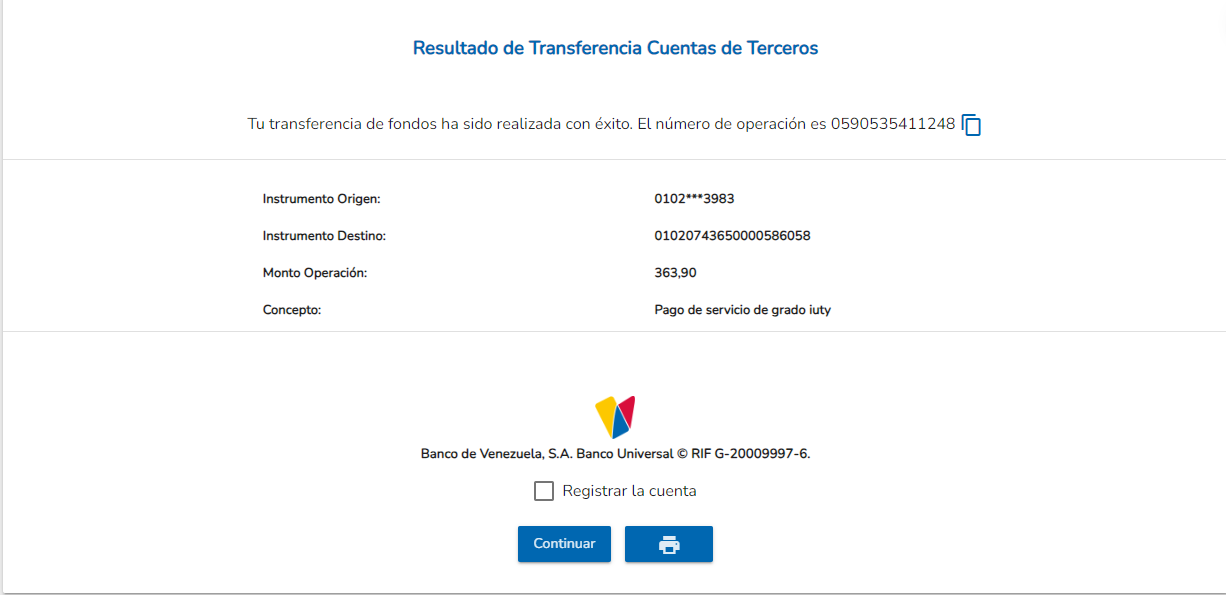 Resultado de Transferencia Cuentas de Terceros
Tu transferencia de fondos ha sido realizada con éxito. El número de operación es 0590535411248
Instrumento Origen: 0102***3983
Instrumento Destino: 01020743650000586058
Monto Operación: 363,90
Concepto: Pago de servicio de grado iuty
Banco de Venezuela, S.A. Banco Universal © RIF G-20009997-6.
Registrar la cuenta
Continuar